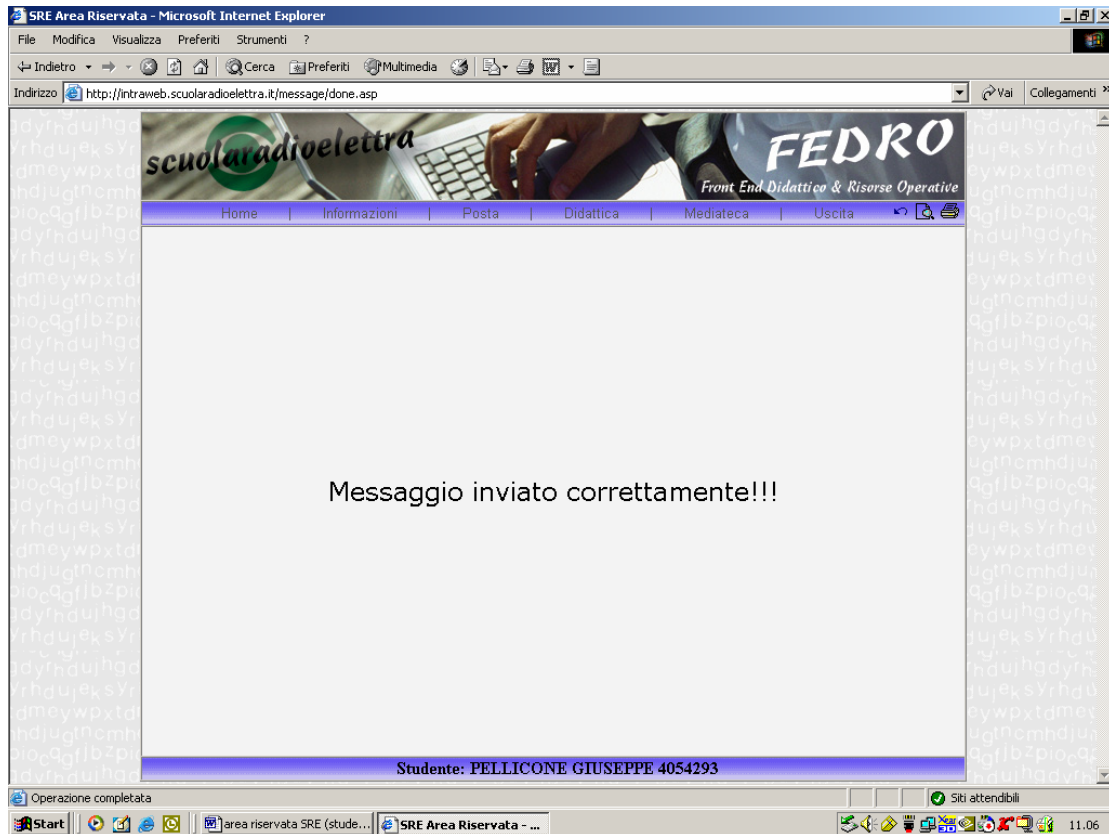 SRE Area Riservata - Microsoft Internet Explorer
File Modifica Visualizza Preferiti Strumenti ?
Indietro Cerca Preferiti Multimedia
Indirizzo http://intraweb.scuolaradioelettra.it/message/done.asp Vai Collegamenti »
scuolaradioelettra
FEDRO
Front End Didattico & Risorse Operative
Home | Informazioni | Posta | Didattica | Mediateca | Uscita
Messaggio inviato correttamente!!!
Studente: PELLICONE GIUSEPPE 4054293
Operazione completata Siti attendibili
Start area riservata SRE (stude... SRE Area Riservata - ... 11.06